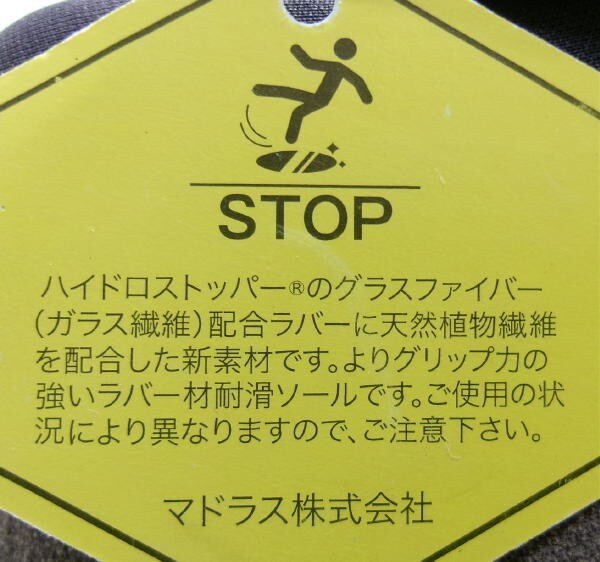 STOP
ハイドロストッパー®のグラスファイバー
(ガラス繊維)配合ラバーに天然植物繊維
を配合した新素材です。よりグリップ力の
強いラバー材耐滑ソールです。ご使用の状
況により異なりますので、ご注意下さい。
マドラス株式会社